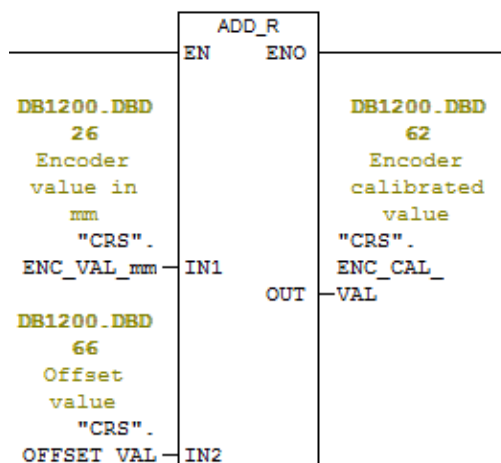 ADD_R
EN ENO
DB1200.DBD
26
Encoder
value in
mm
"CRS".
ENC_VAL_mm IN1
DB1200.DBD
62
Encoder
calibrated
value
"CRS".
ENC_CAL_
OUT VAL
DB1200.DBD
66
Offset
value
"CRS".
OFFSET_VAL IN2